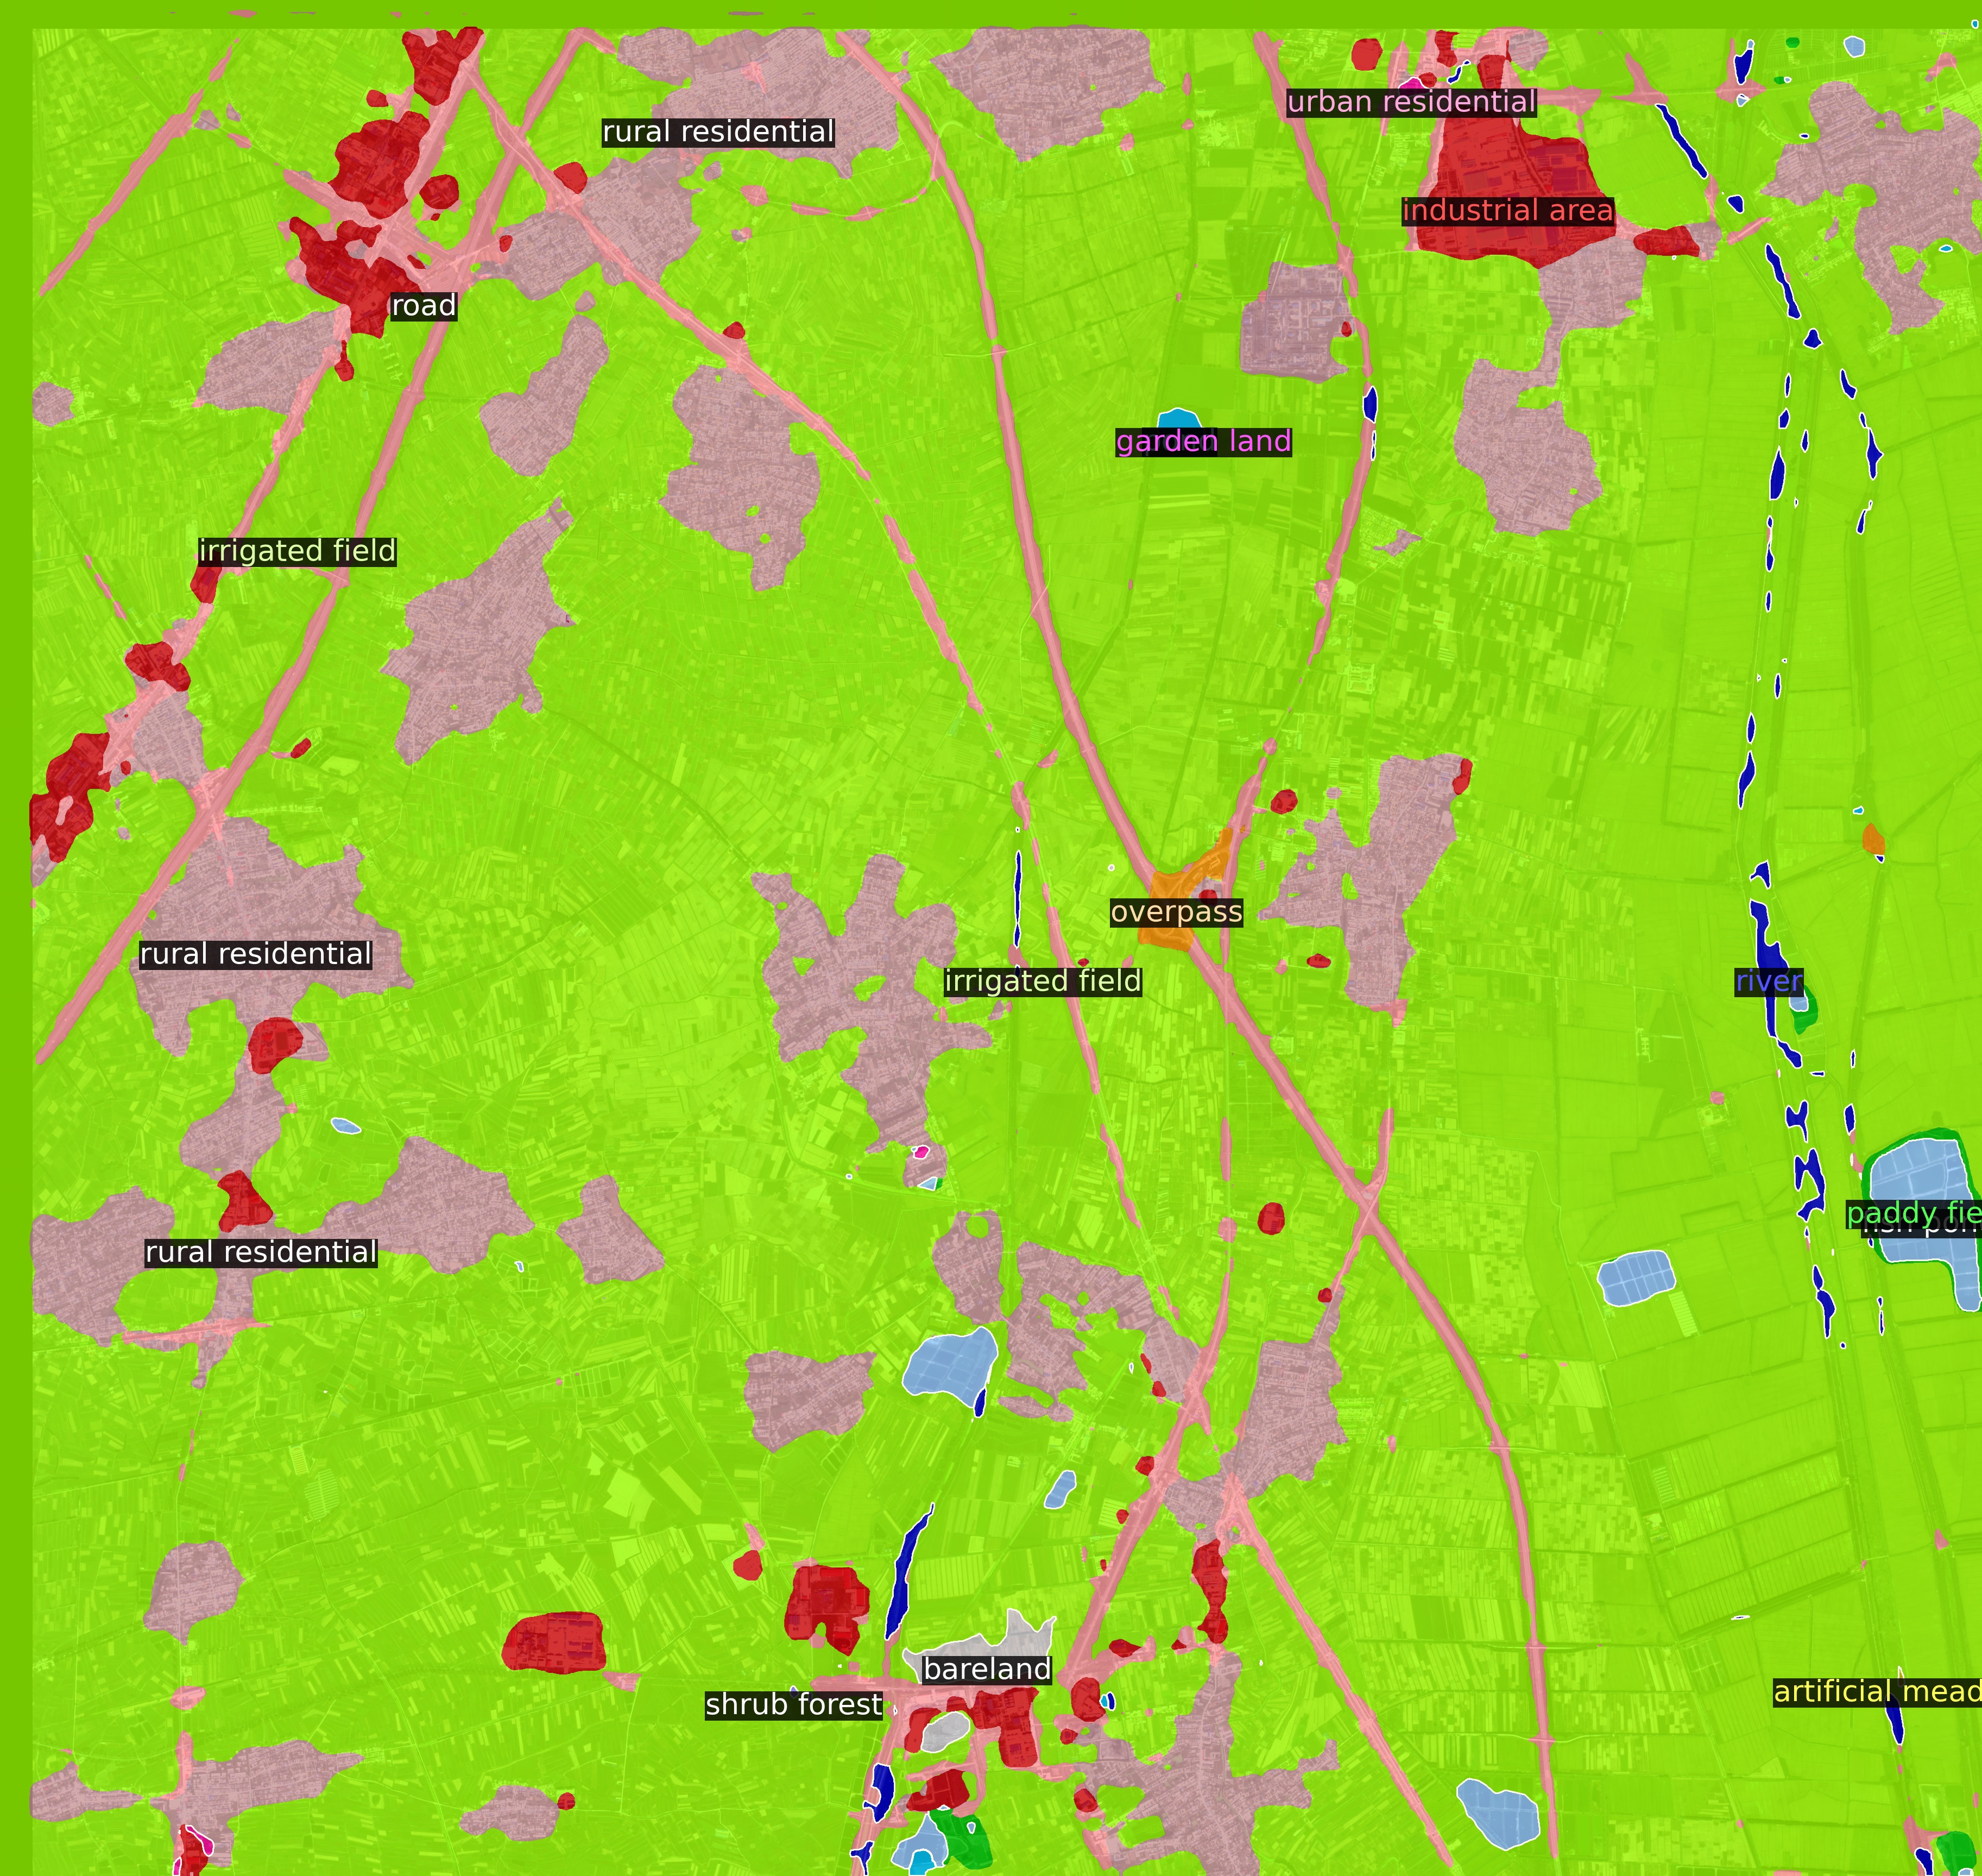 urban residential
rural residential
industrial area
road
garden land
irrigated field
overpass
rural residential
irrigated field
river
paddy fie
rural residential
bareland
artificial mead
shrub forest